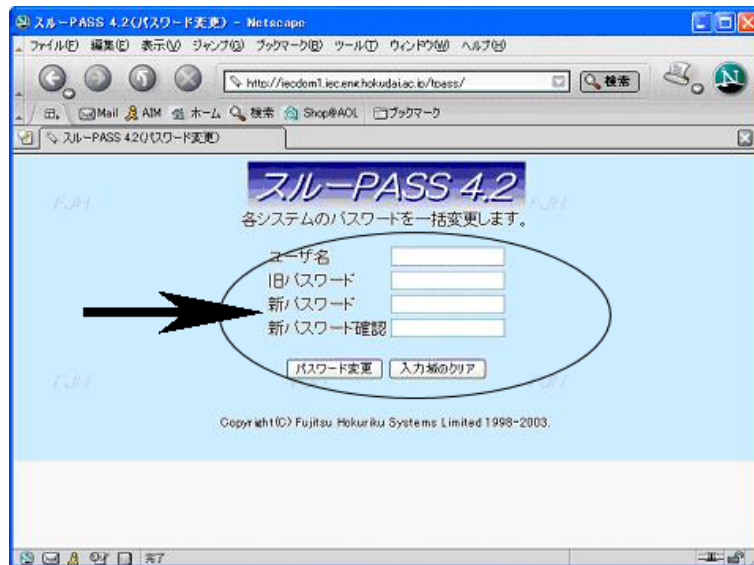 スルーPASS 4.2(パスワード変更) - Netscape
ファイル(F) 編集(E) 表示(V) ジャンプ(G) ブックマーク(B) ツール(T) ウィンドウ(W) ヘルプ(H)
http://iecdom1.iec.eng.hokudai.ac.jp/tpass/ 検索 N
Mail AIM ホーム 検索 Shop@AOL ブックマーク
スルーPASS 4.2(パスワード変更)
スルーPASS 4.2
各システムのパスワードを一括変更します。
ユーザ名
旧パスワード
新パスワード
新パスワード確認
パスワード変更 入力域のクリア
Copyright(C) Fujitsu Hokuriku Systems Limited 1998-2003.
完了